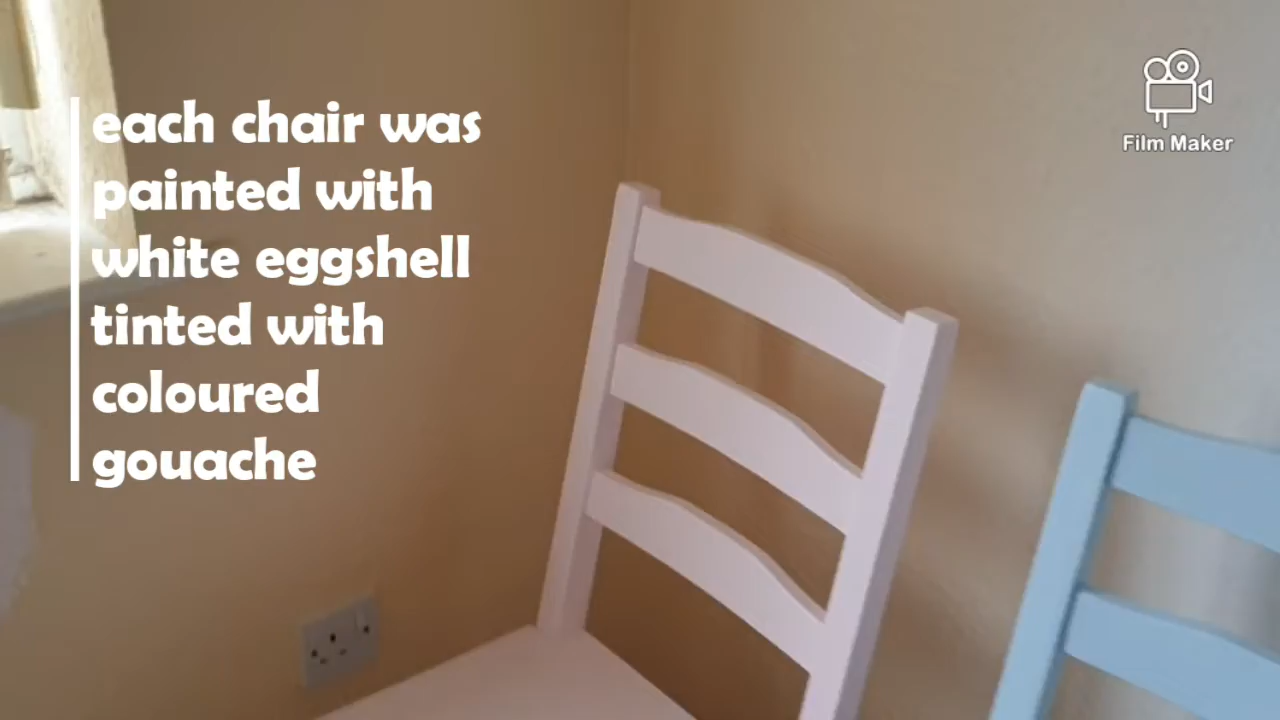 each chair was
painted with
white eggshell
tinted with
coloured
gouache
Film Maker